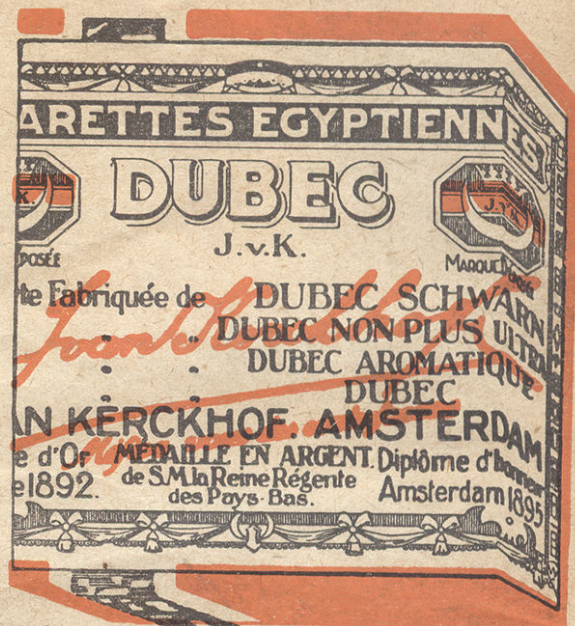 ARETTES EGYPTIENNES
DUBEC
J.v.K.
K.
J.v.K.
POSÉE
MARQUE DÉPOSÉE
te Fabriquée de DUBEC SCHWARN
" " DUBEC NON PLUS ULTRA
" " DUBEC AROMATIQUE
" " DUBEC
AN KERCKHOF. AMSTERDAM
e d'Or MÉDAILLE EN ARGENT. Diplôme d'honneur
e 1892. de S.M. la Reine Régente Amsterdam 1895
des Pays-Bas.